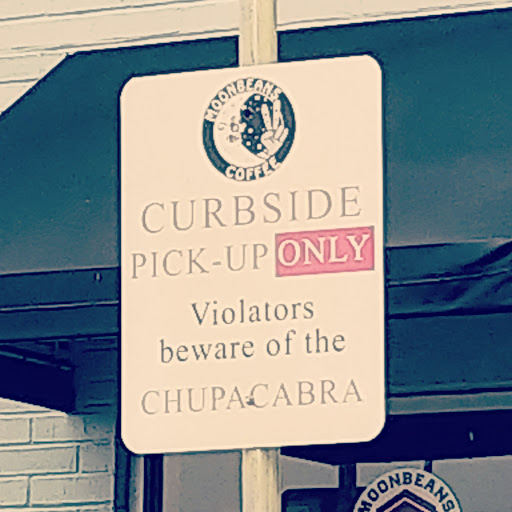 MOONBEANS
COFFEE
CURBSIDE
PICK-UP ONLY
Violators
beware of the
CHUPACABRA
MOONBEANS